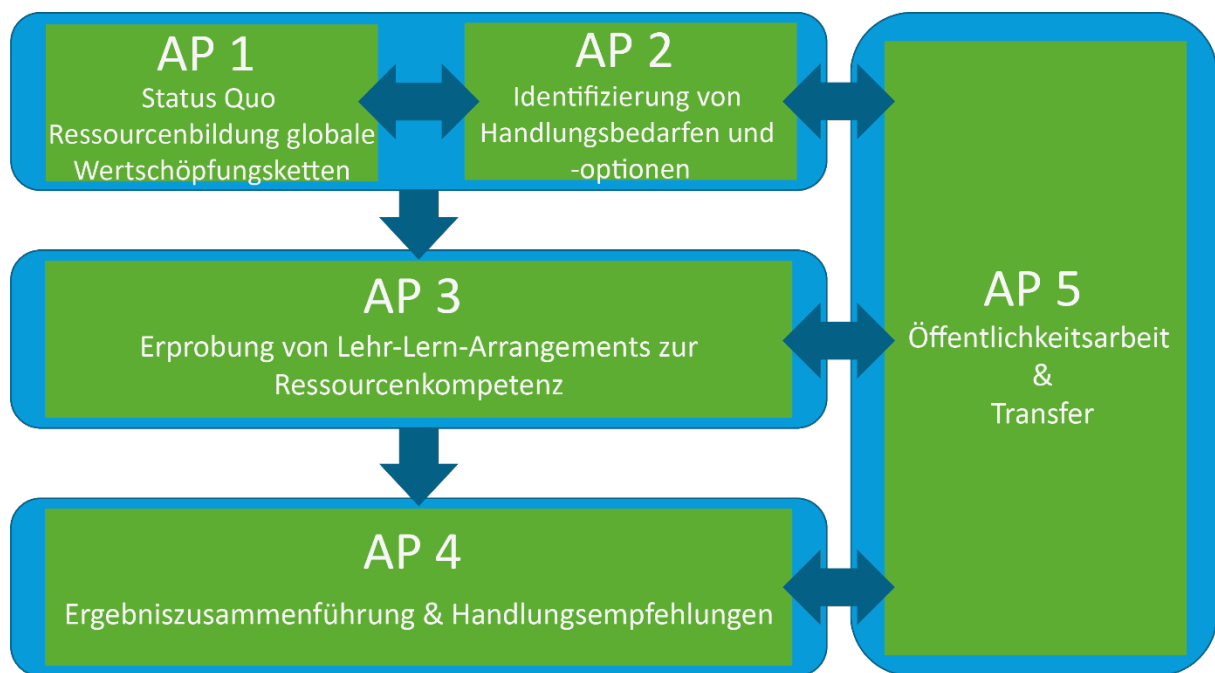 AP 1
Status Quo
Ressourcenbildung globale
Wertschöpfungsketten
AP 2
Identifizierung von
Handlungsbedarfen und
-optionen
AP 3
Erprobung von Lehr-Lern-Arrangements zur
Ressourcenkompetenz
AP 4
Ergebniszusammenführung & Handlungsempfehlungen
AP 5
Öffentlichkeitsarbeit
&
Transfer